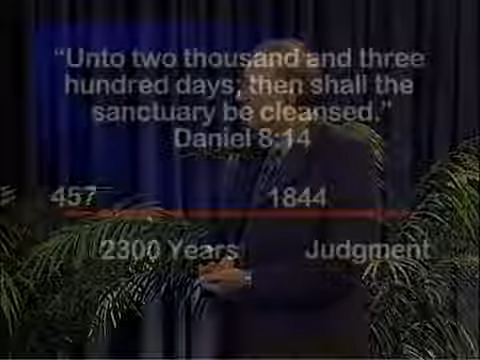 “Unto two thousand and three
hundred days; then shall the
sanctuary be cleansed.”
Daniel 8:14
457 1844
2300 Years Judgment